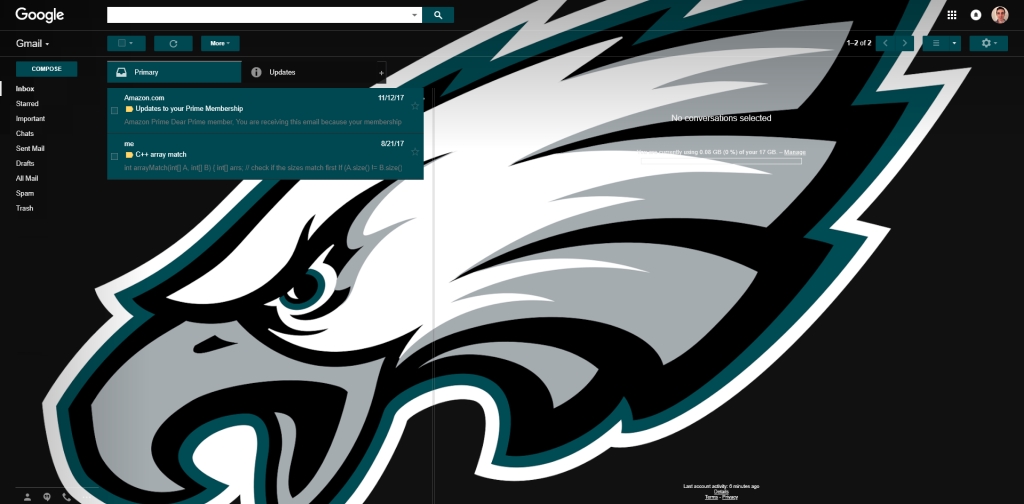 Google
Gmail
More
1–2 of 2
COMPOSE
Primary
Updates
+
Inbox
Starred
Important
Chats
Sent Mail
Drafts
All Mail
Spam
Trash
Amazon.com 11/12/17
Updates to your Prime Membership
Amazon Prime Dear Prime member, You are receiving this email because your membership
me 8/21/17
C++ array match
int arrayMatch(int[] A, int[] B) { int[] arrs; // check if the sizes match first If (A.size() != B.size()
No conversations selected
currently using 0.66 GB (0 %) of your 17 GB. – Manage
Last account activity: 6 minutes ago
Details
Terms - Privacy